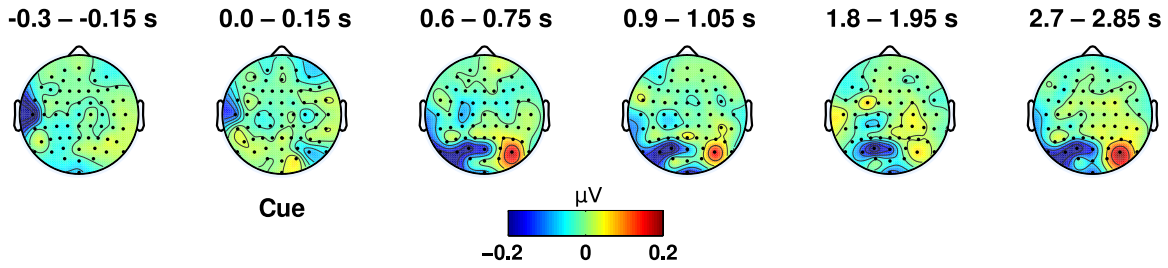 -0.3 – -0.15 s 0.0 – 0.15 s 0.6 – 0.75 s 0.9 – 1.05 s 1.8 – 1.95 s 2.7 – 2.85 s
Cue
μV
−0.2 0 0.2